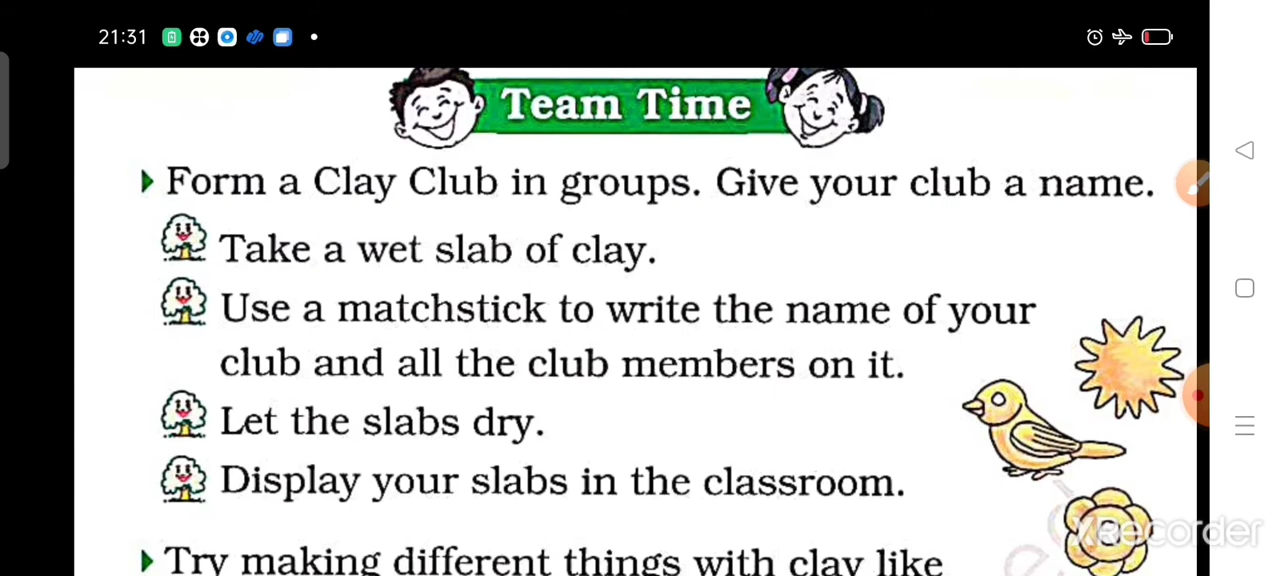 21:31
Team Time
Form a Clay Club in groups. Give your club a name.
Take a wet slab of clay.
Use a matchstick to write the name of your
club and all the club members on it.
Let the slabs dry.
Display your slabs in the classroom.
XRecorder
Try making different things with clay like